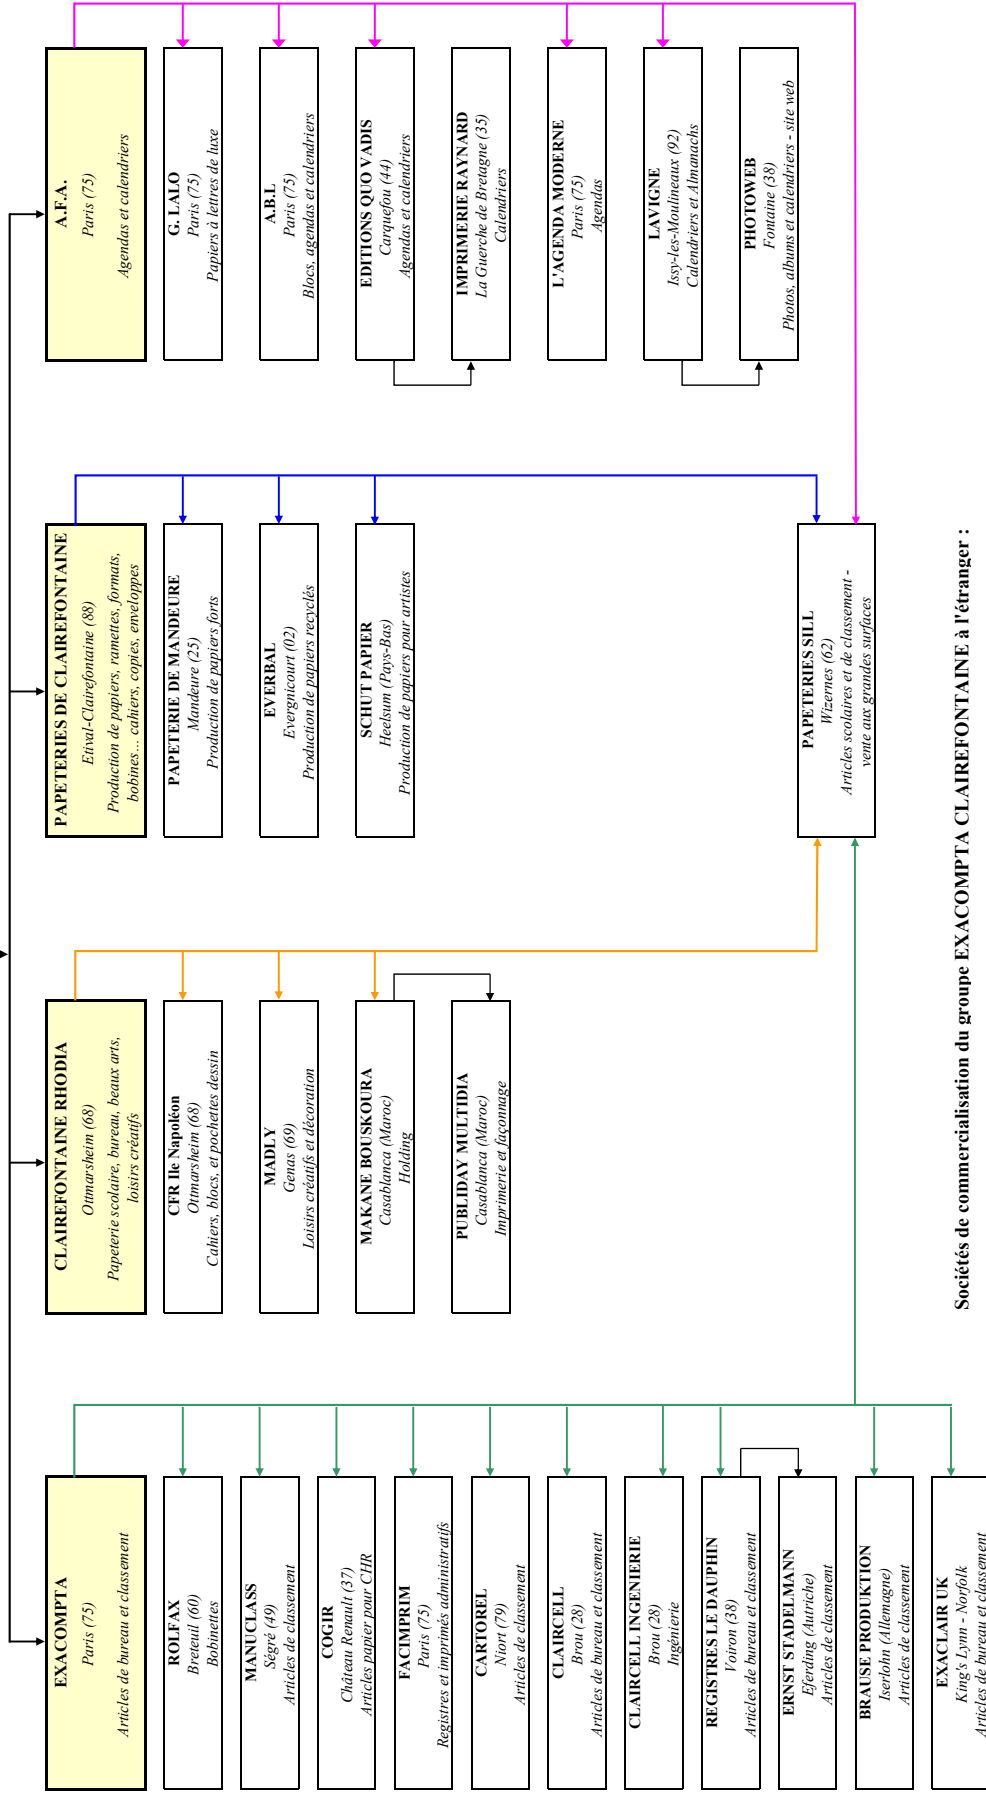 EXACOMPTA
Paris (75)
Articles de bureau et classement
ROLFAX
Breteuil (60)
Bobinettes
MANUCLASS
Ségré (49)
Articles de classement
COGIR
Château Renault (37)
Articles papier pour CHR
FACIMPRIM
Paris (75)
Registres et imprimés administratifs
CARTOREL
Niort (79)
Articles de classement
CLAIRCELL
Brou (28)
Articles de bureau et classement
CLAIRCELL INGENIERIE
Brou (28)
Ingénierie
REGISTRES LE DAUPHIN
Voiron (38)
Articles de bureau et classement
ERNST STADELMANN
Eferding (Autriche)
Articles de classement
BRAUSE PRODUKTION
Iserlohn (Allemagne)
Articles de classement
EXACLAIR UK
King's Lynn - Norfolk
Articles de bureau et classement
CLAIREFONTAINE RHODIA
Ottmarsheim (68)
Papeterie scolaire, bureau, beaux arts,
loisirs créatifs
CFR Ile Napoléon
Ottmarsheim (68)
Cahiers, blocs, et pochettes dessin
MADLY
Genas (69)
Loisirs créatifs et décoration
MAKANE BOUSKOURA
Casablanca (Maroc)
Holding
PUBLIDAY MULTIDIA
Casablanca (Maroc)
Imprimerie et façonnage
PAPETERIES DE CLAIREFONTAINE
Etival-Clairefontaine (88)
Production de papiers, ramettes, formats,
bobines... cahiers, copies, enveloppes
PAPETERIE DE MANDEURE
Mandeure (25)
Production de papiers forts
EVERBAL
Evergnicourt (02)
Production de papiers recyclés
SCHUT PAPIER
Heelsum (Pays-Bas)
Production de papiers pour artistes
PAPETERIES SILL
Wizernes (62)
Articles scolaires et de classement -
vente aux grandes surfaces
A.F.A.
Paris (75)
Agendas et calendriers
G. LALO
Paris (75)
Papiers à lettres de luxe
A.B.L
Paris (75)
Blocs, agendas et calendriers
EDITIONS QUO VADIS
Carquefou (44)
Agendas et calendriers
IMPRIMERIE RAYNARD
La Guerche de Bretagne (35)
Calendriers
L'AGENDA MODERNE
Paris (75)
Agendas
LAVIGNE
Issy-les-Moulineaux (92)
Calendriers et Almanachs
PHOTOWEB
Fontaine (38)
Photos, albums et calendriers - site web
Sociétés de commercialisation du groupe EXACOMPTA CLAIREFONTAINE à l'étranger :